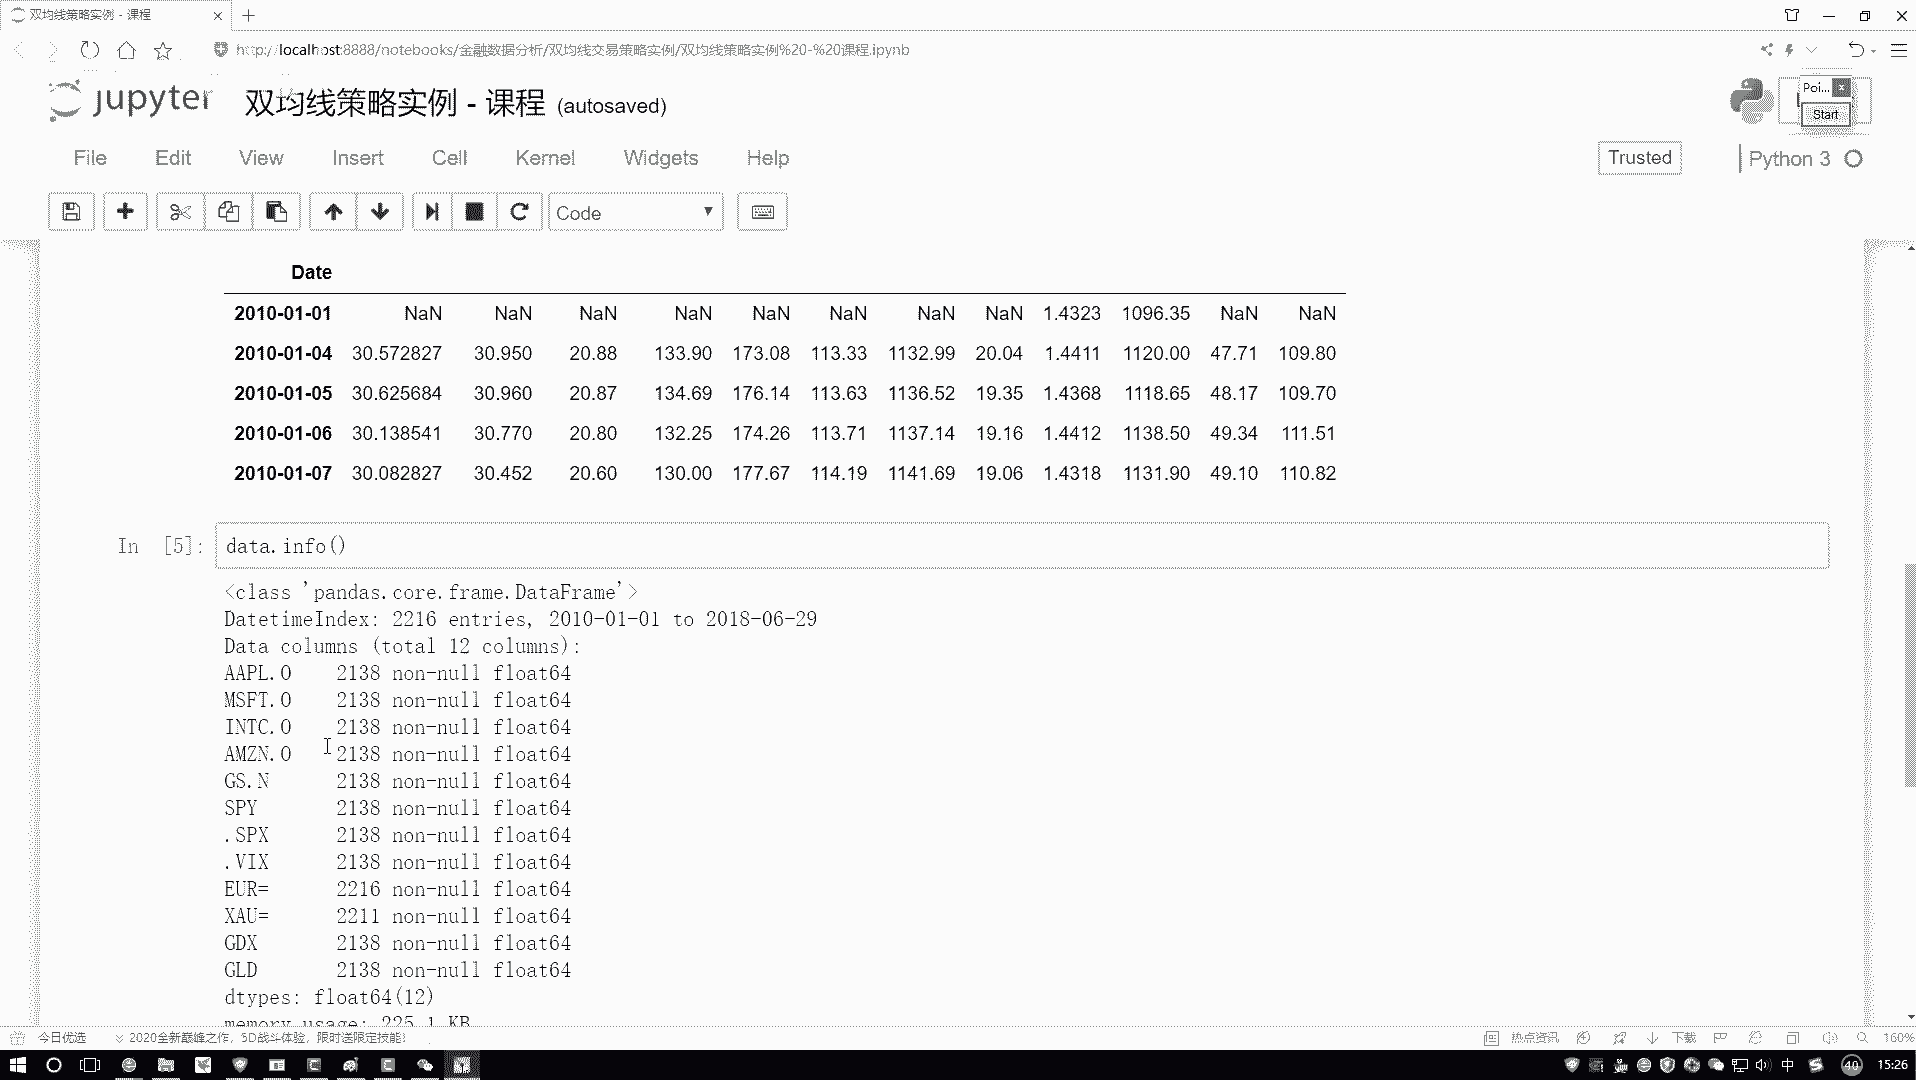 双均线策略实例 - 课程
http://localhost:8888/notebooks/金融数据分析/双均线交易策略实例/双均线策略实例%20-%20课程.ipynb
jupyter 双均线策略实例 - 课程 (autosaved)
Poi...
Start
File Edit View Insert Cell Kernel Widgets Help
Trusted
Python 3
Code
Date
2010-01-01 NaN NaN NaN NaN NaN NaN NaN NaN 1.4323 1096.35 NaN NaN
2010-01-04 30.572827 30.950 20.88 133.90 173.08 113.33 1132.99 20.04 1.4411 1120.00 47.71 109.80
2010-01-05 30.625684 30.960 20.87 134.69 176.14 113.63 1136.52 19.35 1.4368 1118.65 48.17 109.70
2010-01-06 30.138541 30.770 20.80 132.25 174.26 113.71 1137.14 19.16 1.4412 1138.50 49.34 111.51
2010-01-07 30.082827 30.452 20.60 130.00 177.67 114.19 1141.69 19.06 1.4318 1131.90 49.10 110.82
In [5]: data.info()
<class 'pandas.core.frame.DataFrame'>
DatetimeIndex: 2216 entries, 2010-01-01 to 2018-06-29
Data columns (total 12 columns):
AAPL.O 2138 non-null float64
MSFT.O 2138 non-null float64
INTC.O 2138 non-null float64
AMZN.O 2138 non-null float64
GS.N 2138 non-null float64
SPY 2138 non-null float64
.SPX 2138 non-null float64
.VIX 2138 non-null float64
EUR= 2216 non-null float64
XAU= 2211 non-null float64
GDX 2138 non-null float64
GLD 2138 non-null float64
dtypes: float64(12)
memory usage: 225.1 KB
今日优选 2020全新巅峰之作，3D战斗体验，限时送限定技能！ 热点资讯 下载 160%
中 40 15:26